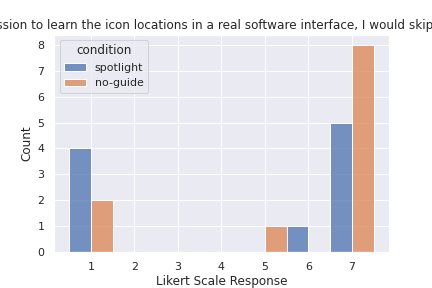 ssion to learn the icon locations in a real software interface, I would skip
condition
spotlight
no-guide
Count
8
7
6
5
4
3
2
1
0
1 2 3 4 5 6 7
Likert Scale Response